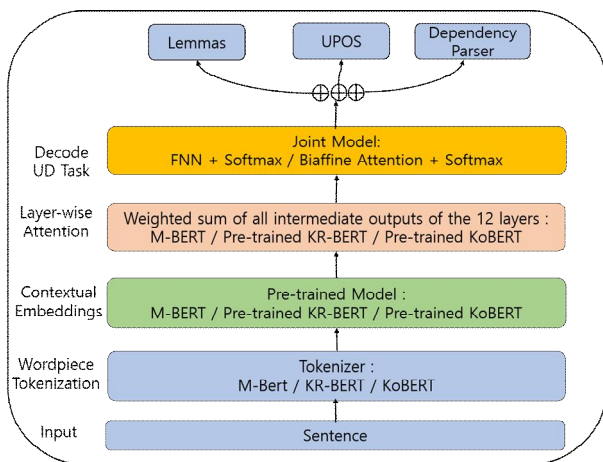 Lemmas
UPOS
Dependency
Parser
Decode
UD Task
Joint Model:
FNN + Softmax / Biaffine Attention + Softmax
Layer-wise
Attention
Weighted sum of all intermediate outputs of the 12 layers :
M-BERT / Pre-trained KR-BERT / Pre-trained KoBERT
Contextual
Embeddings
Pre-trained Model :
M-BERT / Pre-trained KR-BERT / Pre-trained KoBERT
Wordpiece
Tokenization
Tokenizer :
M-Bert / KR-BERT / KoBERT
Input
Sentence